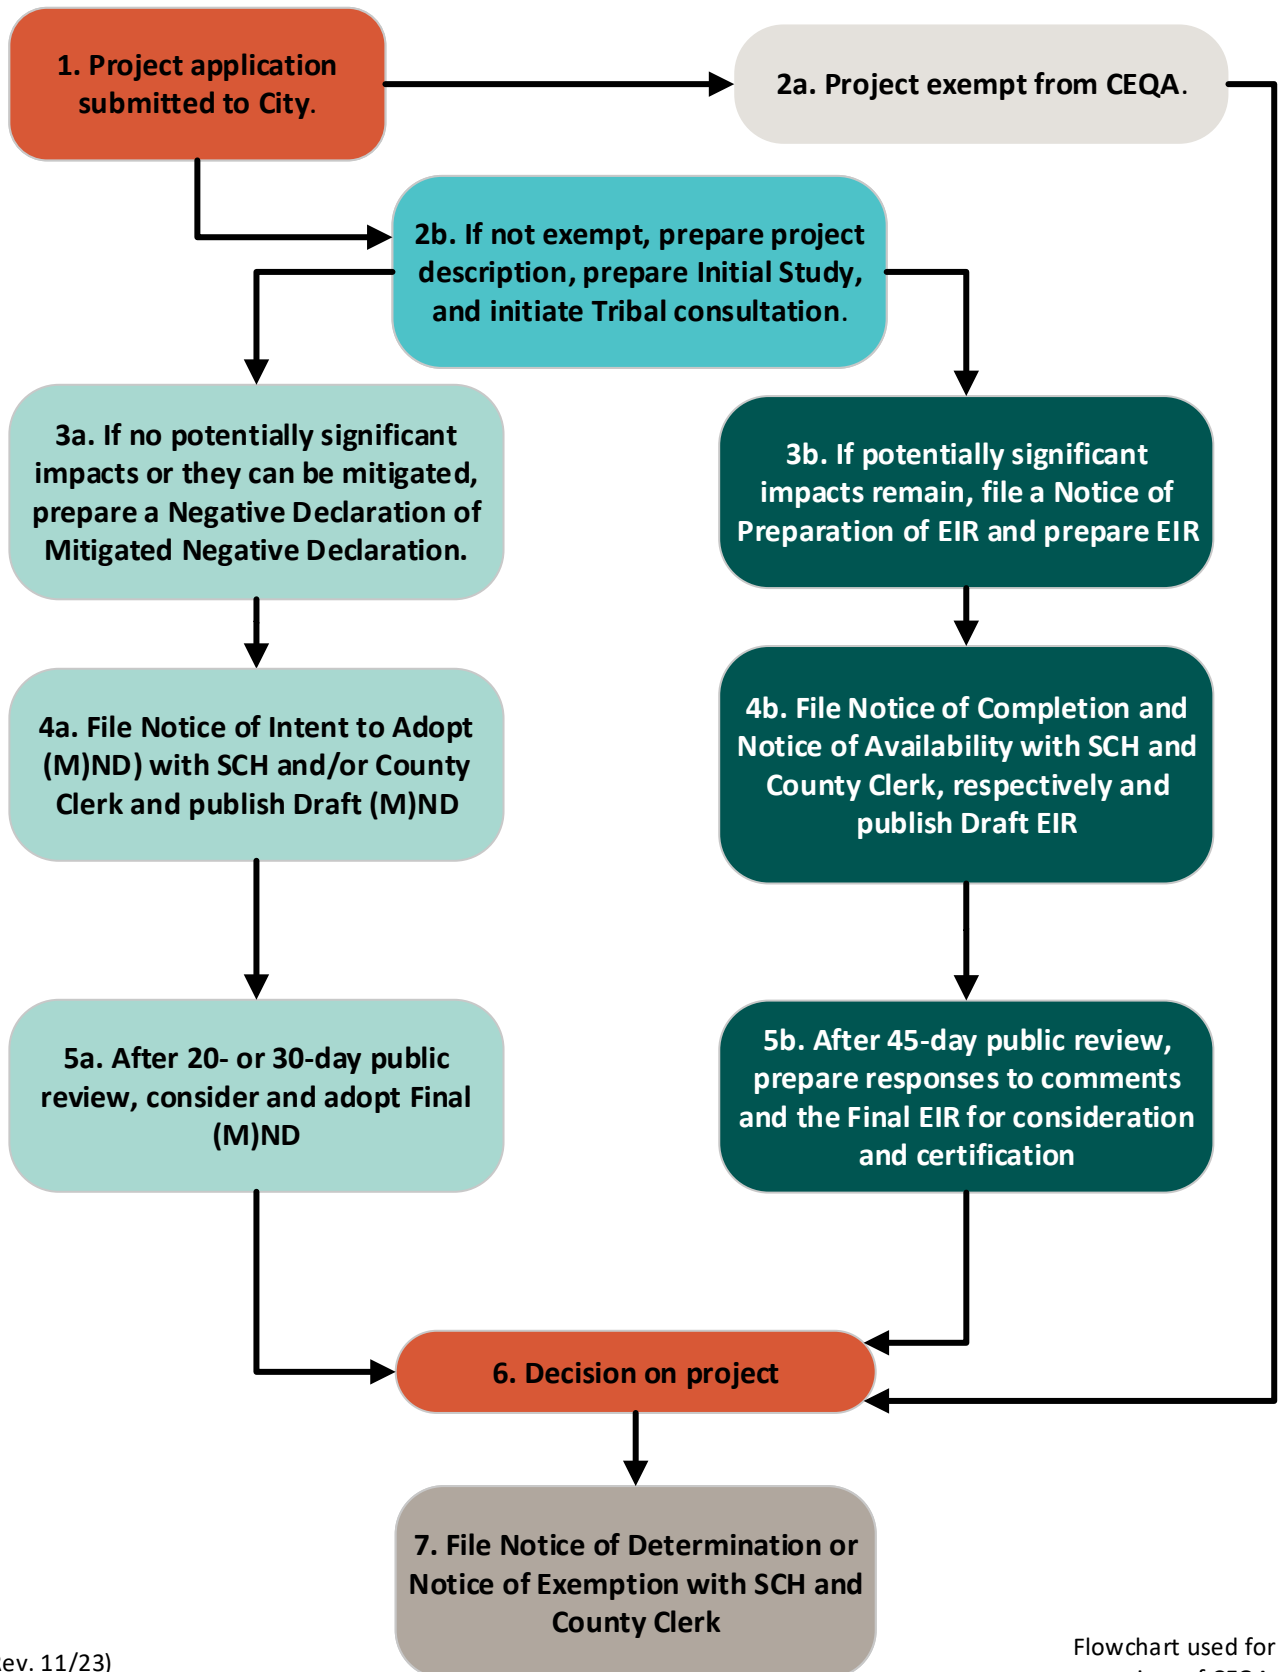 1. Project application
submitted to City.
2a. Project exempt from CEQA.
2b. If not exempt, prepare project
description, prepare Initial Study,
and initiate Tribal consultation.
3a. If no potentially significant
impacts or they can be mitigated,
prepare a Negative Declaration of
Mitigated Negative Declaration.
3b. If potentially significant
impacts remain, file a Notice of
Preparation of EIR and prepare EIR
4a. File Notice of Intent to Adopt
(M)ND) with SCH and/or County
Clerk and publish Draft (M)ND
4b. File Notice of Completion and
Notice of Availability with SCH and
County Clerk, respectively and
publish Draft EIR
5a. After 20- or 30-day public
review, consider and adopt Final
(M)ND
5b. After 45-day public review,
prepare responses to comments
and the Final EIR for consideration
and certification
6. Decision on project
7. File Notice of Determination or
Notice of Exemption with SCH and
County Clerk
Flowchart used for
of CEQA
ev. 11/23)